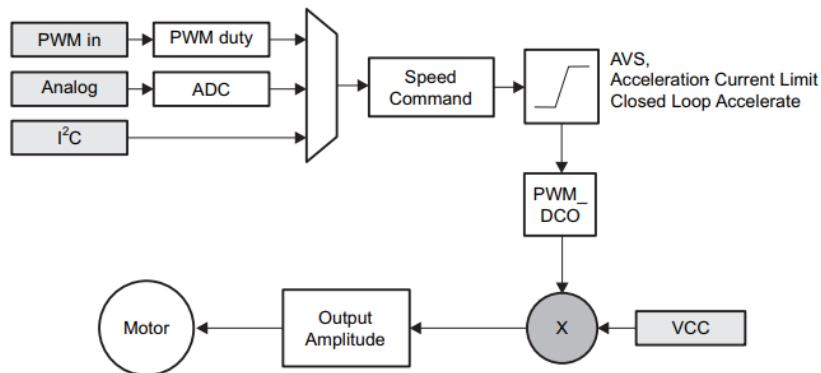 PWM in
PWM duty
Analog
ADC
I²C
Speed
Command
AVS,
Acceleration Current Limit
Closed Loop Accelerate
PWM_
DCO
Motor
Output
Amplitude
X
VCC